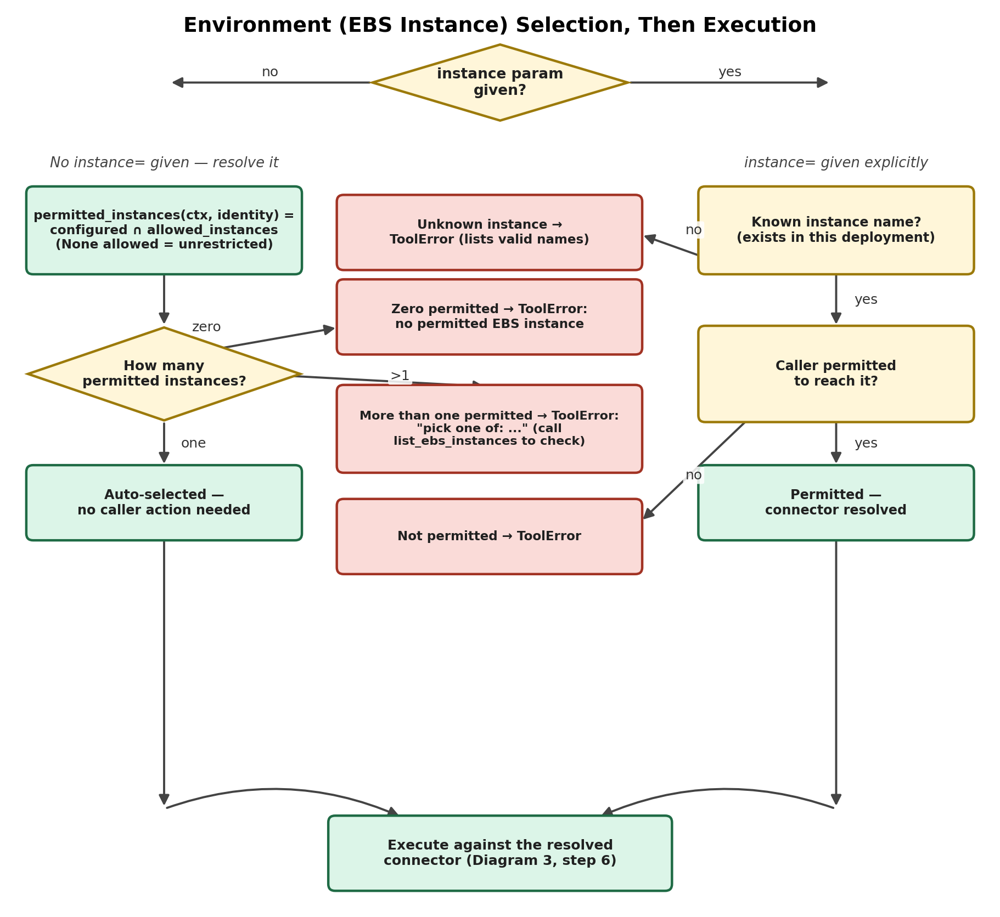 Environment (EBS Instance) Selection, Then Execution
no
instance param
given?
yes
No instance= given — resolve it
instance= given explicitly
permitted_instances(ctx, identity) =
configured ∩ allowed_instances
(None allowed = unrestricted)
Unknown instance →
ToolError (lists valid names)
no
Known instance name?
(exists in this deployment)
yes
zero
Zero permitted → ToolError:
no permitted EBS instance
How many
permitted instances?
>1
Caller permitted
to reach it?
More than one permitted → ToolError:
"pick one of: ..." (call
list_ebs_instances to check)
one
yes
no
Auto-selected —
no caller action needed
Permitted —
connector resolved
Not permitted → ToolError
Execute against the resolved
connector (Diagram 3, step 6)